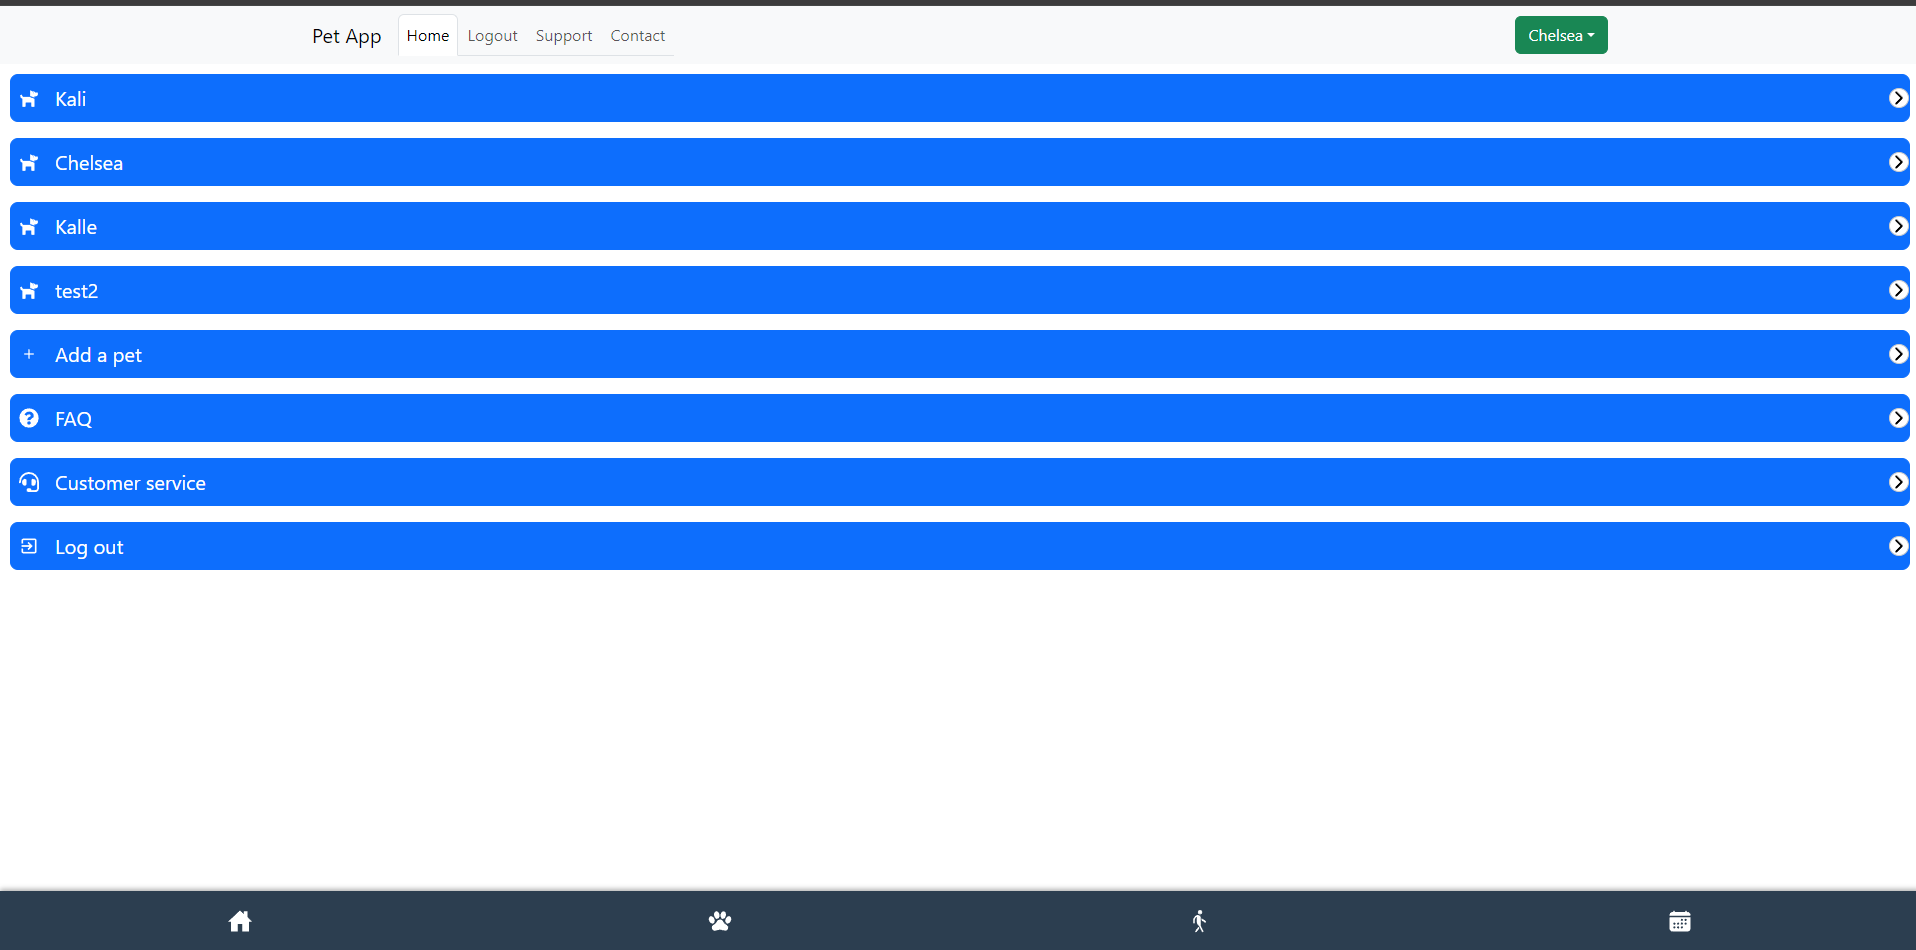 Pet App Home Logout Support Contact Chelsea
Kali
Chelsea
Kalle
test2
Add a pet
FAQ
Customer service
Log out